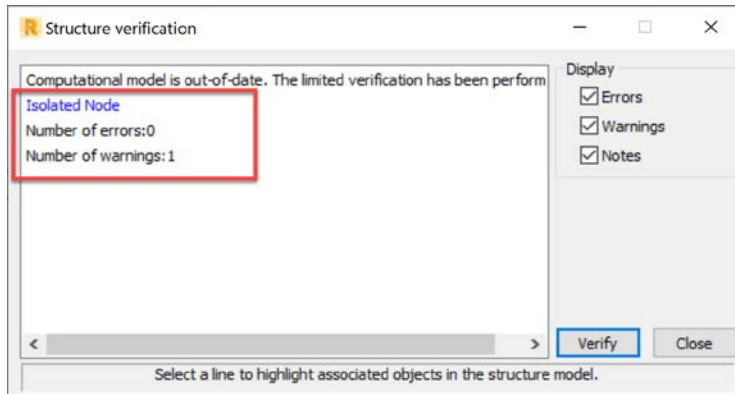 R Structure verification
Computational model is out-of-date. The limited verification has been perform
Isolated Node
Number of errors:0
Number of warnings:1
Display
Errors
Warnings
Notes
Verify
Close
Select a line to highlight associated objects in the structure model.